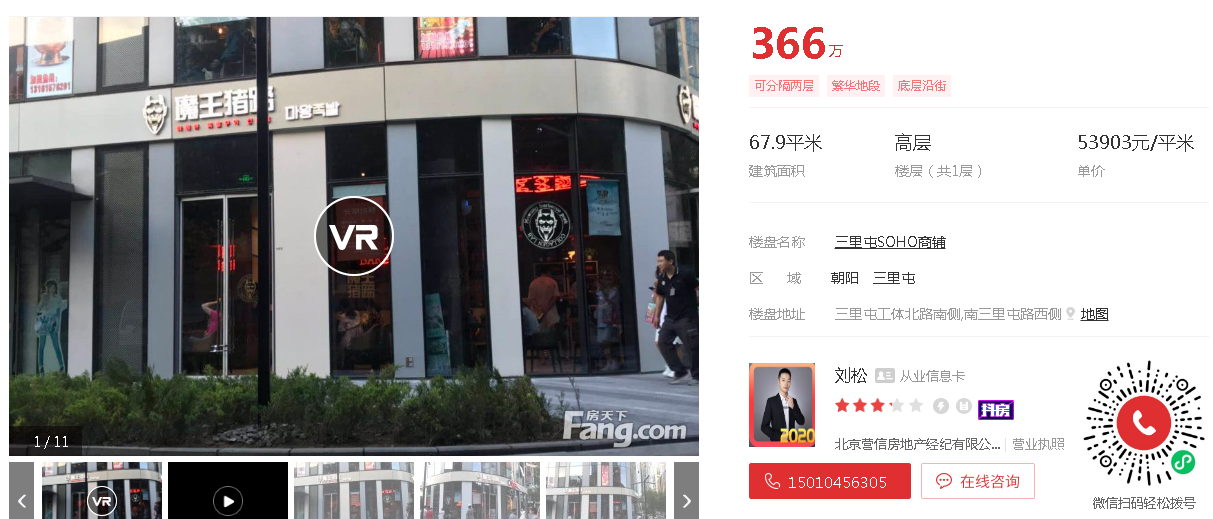 魔王猪蹄
마왕족발
VR
房天下
Fang.com
1 / 11
VR
366万
可分隔两层 繁华地段 底层沿街
67.9平米 高层 53903元/平米
建筑面积 楼层（共1层） 单价
楼盘名称 三里屯SOHO商铺
区 域 朝阳 三里屯
楼盘地址 三里屯工体北路南侧,南三里屯路西侧 地图
刘松 从业信息卡
抖房
2020
北京营信房地产经纪有限公... 营业执照
15010456305 在线咨询
微信扫码轻松拨号